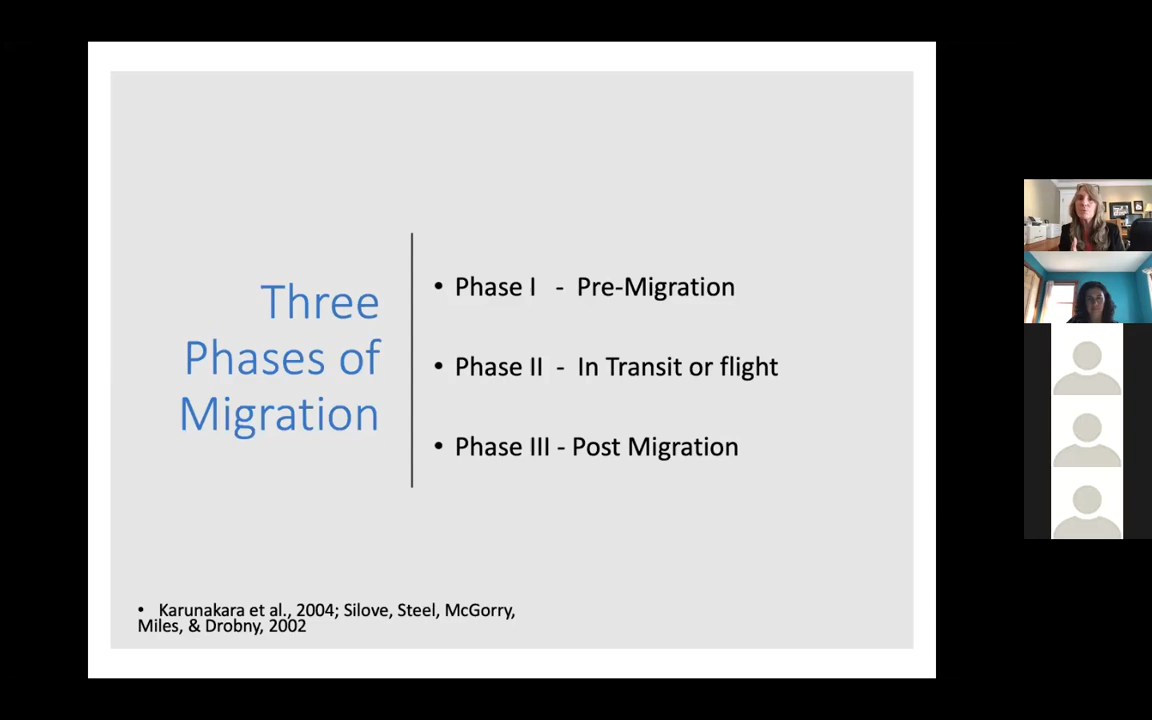 Three
Phases of
Migration
• Phase I - Pre-Migration
• Phase II - In Transit or flight
• Phase III - Post Migration
• Karunakara et al., 2004; Silove, Steel, McGorry,
Miles, & Drobny, 2002